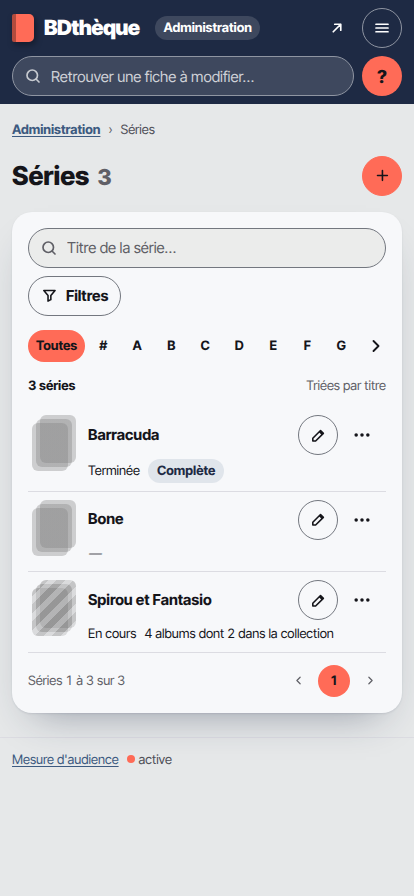 BDthèque Administration
Retrouver une fiche à modifier… ?
Administration › Séries
Séries 3 +
Titre de la série…
Filtres
Toutes # A B C D E F G
3 séries Triées par titre
Barracuda
Terminée Complète
Bone
—
Spirou et Fantasio
En cours 4 albums dont 2 dans la collection
Séries 1 à 3 sur 3 1
Mesure d'audience active